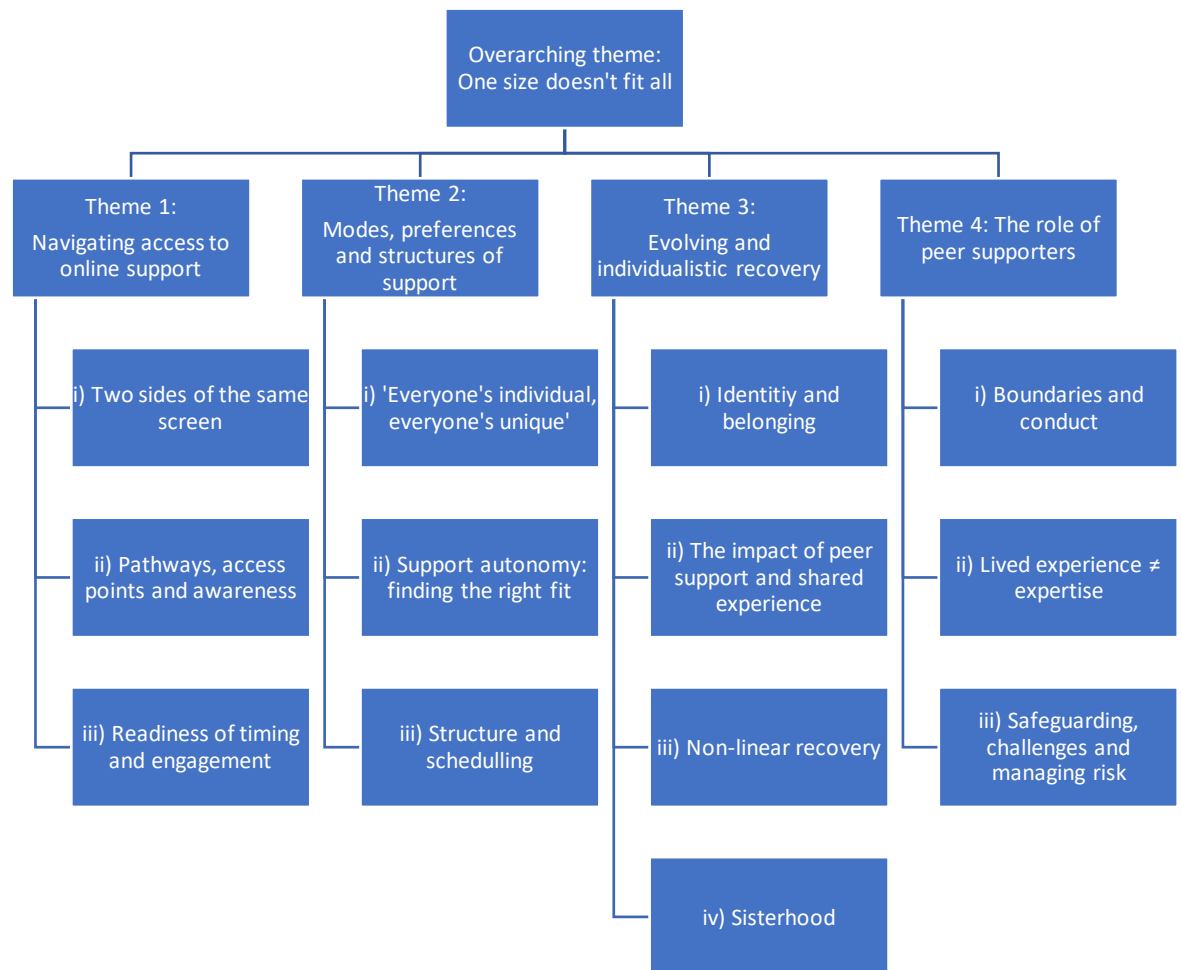 Overarching theme:
One size doesn't fit all
Theme 1:
Navigating access to
online support
Theme 2:
Modes, preferences
and structures of
support
Theme 3:
Evolving and
individualistic recovery
Theme 4: The role of
peer supporters
i) Two sides of the same
screen
ii) Pathways, access
points and awareness
iii) Readiness of timing
and engagement
i) 'Everyone's individual,
everyone's unique'
ii) Support autonomy:
finding the right fit
iii) Structure and
schedulling
i) Identitiy and
belonging
ii) The impact of peer
support and shared
experience
iii) Non-linear recovery
iv) Sisterhood
i) Boundaries and
conduct
ii) Lived experience ≠
expertise
iii) Safeguarding,
challenges and
managing risk